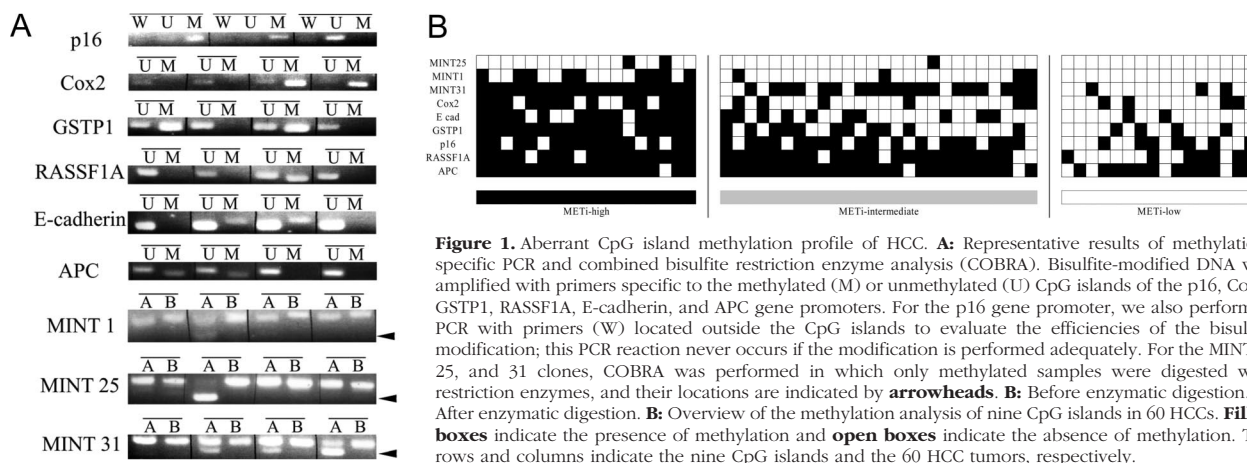 A
W U M W U M W U M
p16
U M U M U M U M
Cox2
U M U M U M U M
GSTP1
U M U M U M U M
RASSF1A
U M U M U M U M
E-cadherin
U M U M U M U M
APC
A B A B A B A B
MINT 1
A B A B A B A B
MINT 25
A B A B A B A B
MINT 31
B
MINT25
MINT1
MINT31
Cox2
E cad
GSTP1
p16
RASSF1A
APC
METi-high
METi-intermediate
METi-low
Figure 1. Aberrant CpG island methylation profile of HCC. A: Representative results of methylatio
specific PCR and combined bisulfite restriction enzyme analysis (COBRA). Bisulfite-modified DNA w
amplified with primers specific to the methylated (M) or unmethylated (U) CpG islands of the p16, Co
GSTP1, RASSF1A, E-cadherin, and APC gene promoters. For the p16 gene promoter, we also perform
PCR with primers (W) located outside the CpG islands to evaluate the efficiencies of the bisul
modification; this PCR reaction never occurs if the modification is performed adequately. For the MINT
25, and 31 clones, COBRA was performed in which only methylated samples were digested w
restriction enzymes, and their locations are indicated by arrowheads. B: Before enzymatic digestion.
After enzymatic digestion. B: Overview of the methylation analysis of nine CpG islands in 60 HCCs. Fil
boxes indicate the presence of methylation and open boxes indicate the absence of methylation. T
rows and columns indicate the nine CpG islands and the 60 HCC tumors, respectively.